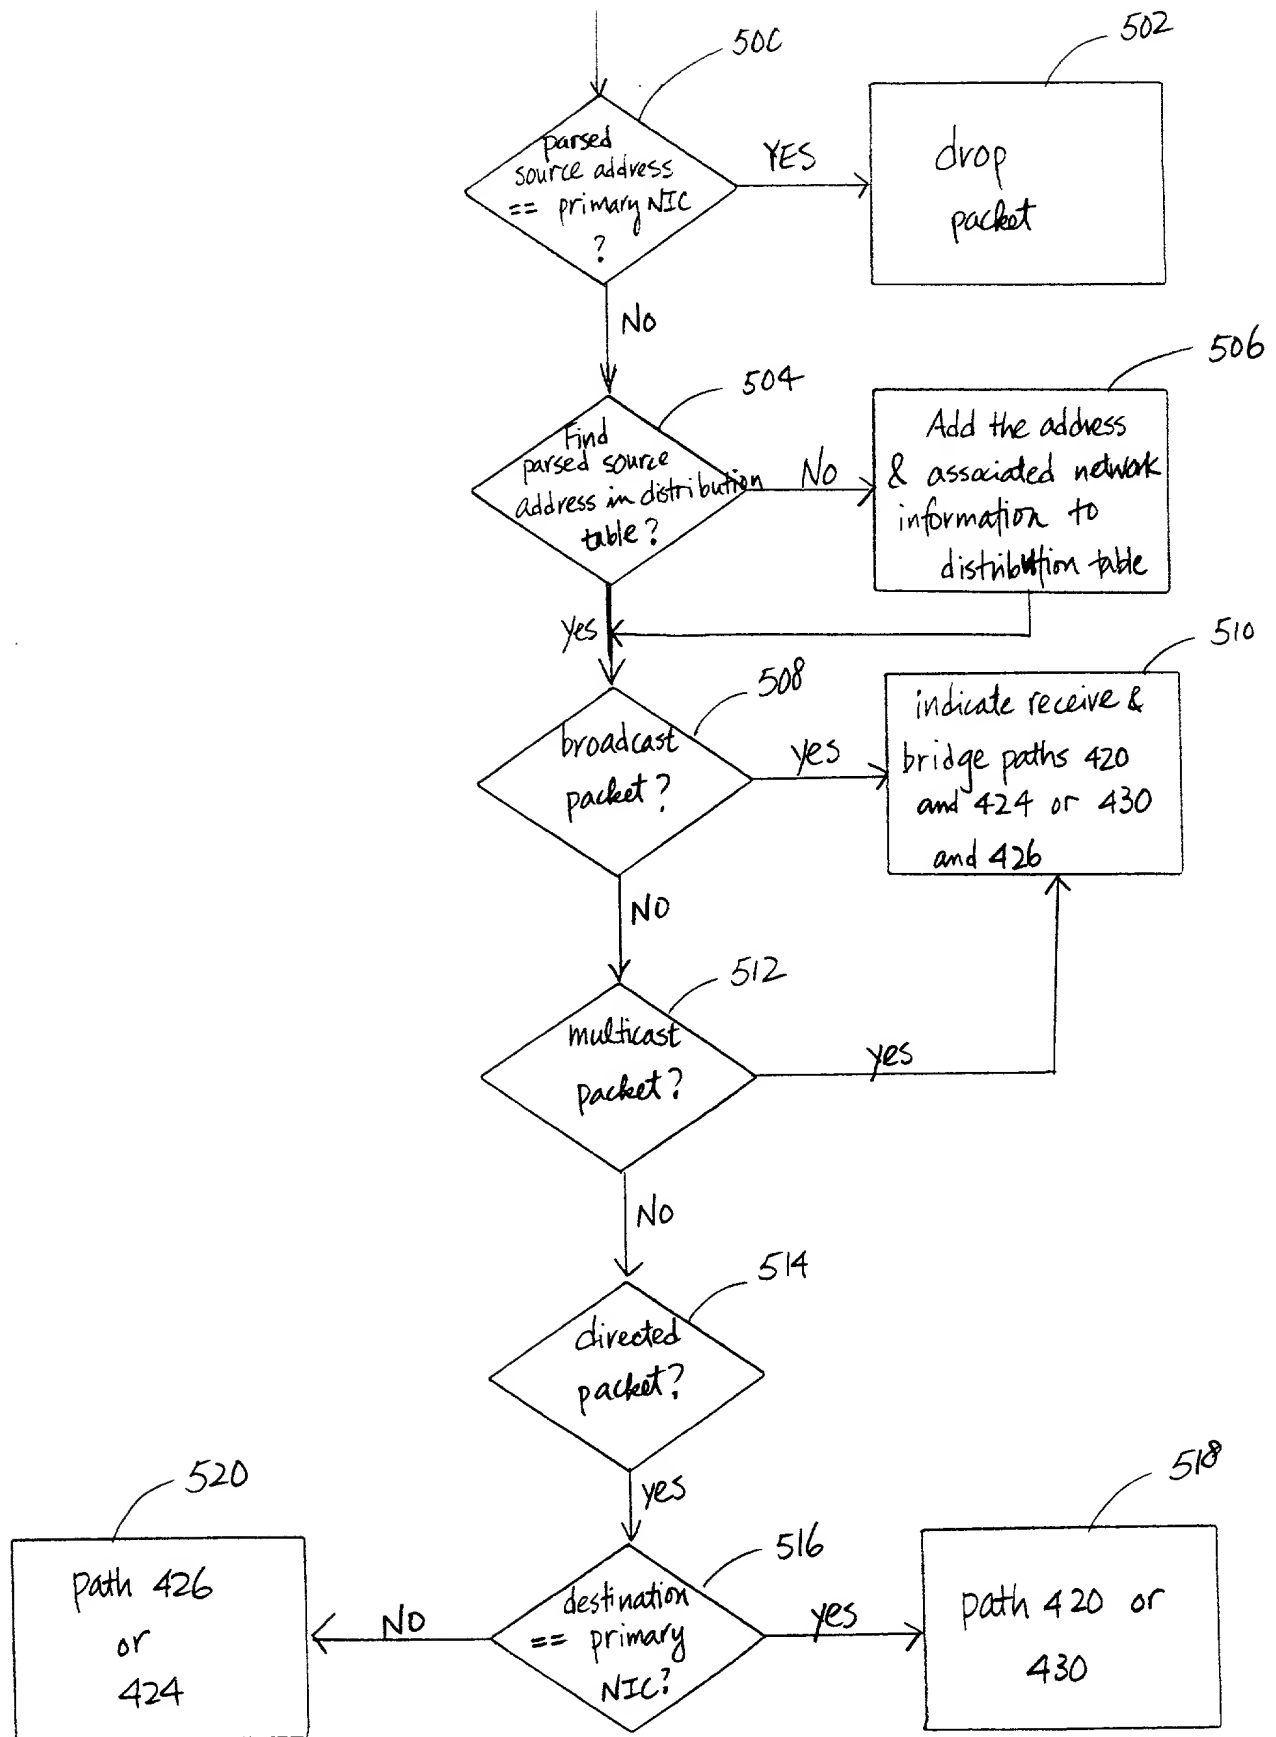 500
502
parsed
source address
== primary NIC
?
YES
drop
packet
No
504
506
Find
parsed source
address in distribution
table?
No
Add the address
& associated network
information to
distribution table
yes
508
510
broadcast
packet?
yes
indicate receive &
bridge paths 420
and 424 or 430
and 426
NO
512
multicast
packet?
yes
No
514
directed
packet?
yes
520
518
516
path 426
or
424
NO
destination
== primary
NIC?
yes
path 420 or
430